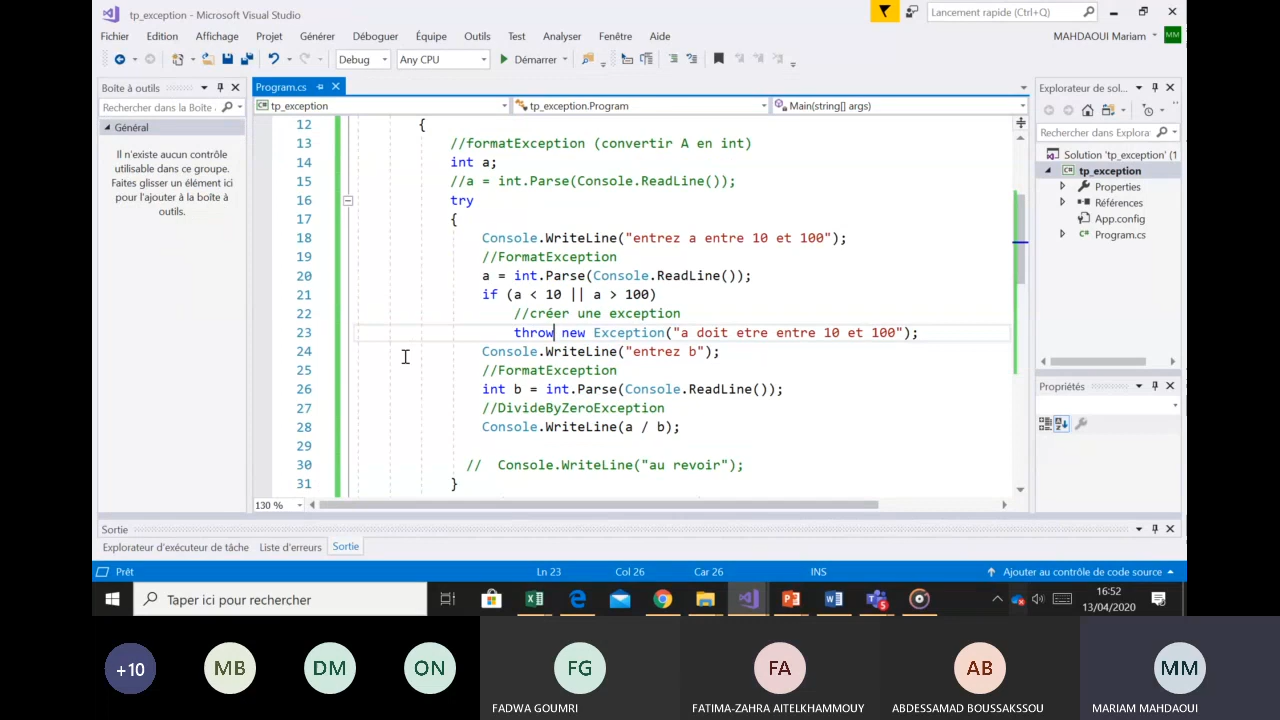 tp_exception - Microsoft Visual Studio
Lancement rapide (Ctrl+Q)
Fichier Edition Affichage Projet Générer Déboguer Équipe Outils Test Analyser Fenêtre Aide
MAHDAOUI Mariam MM
Debug Any CPU Démarrer
Boîte à outils
Rechercher dans la Boîte
Général
Il n'existe aucun contrôle
utilisable dans ce groupe.
Faites glisser un élément ici
pour l'ajouter à la boîte à
outils.
Program.cs
tp_exception tp_exception.Program Main(string[] args)
12 {
13 //formatException (convertir A en int)
14 int a;
15 //a = int.Parse(Console.ReadLine());
16 try
17 {
18 Console.WriteLine("entrez a entre 10 et 100");
19 //FormatException
20 a = int.Parse(Console.ReadLine());
21 if (a < 10 || a > 100)
22 //créer une exception
23 throw new Exception("a doit etre entre 10 et 100");
24 Console.WriteLine("entrez b");
25 //FormatException
26 int b = int.Parse(Console.ReadLine());
27 //DivideByZeroException
28 Console.WriteLine(a / b);
29
30 // Console.WriteLine("au revoir");
31 }
130 %
Explorateur de sol...
Rechercher dans Explora
Solution 'tp_exception' (1
tp_exception
Properties
Références
App.config
Program.cs
Propriétés
Sortie
Explorateur d'exécuteur de tâche Liste d'erreurs Sortie
Prêt Ln 23 Col 26 Car 26 INS Ajouter au contrôle de code source
Taper ici pour rechercher
16:52
13/04/2020
+10 MB DM ON FG FA AB MM
FADWA GOUMRI FATIMA-ZAHRA AITELKHAMMOUY ABDESSAMAD BOUSSAKSSOU MARIAM MAHDAOUI